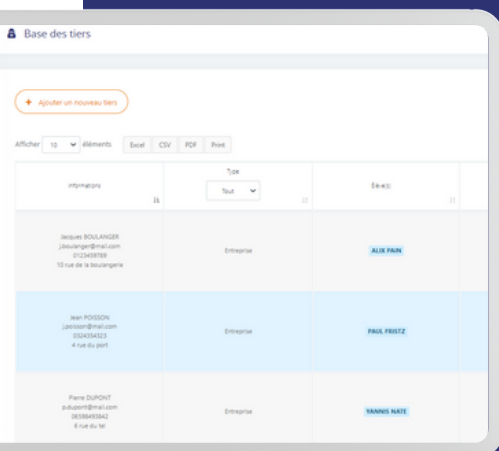 Base des tiers
+ Ajouter un nouveau tiers
Afficher 10 éléments Excel CSV PDF Print
Informations
Type
Tout
Élève(s)
Jacques BOULANGER
j.boulanger@mail.com
0123459789
10 rue de la boulangerie
Entreprise
ALIX PAIN
Jean POISSON
j.poisson@mail.com
0324354323
4 rue du port
Entreprise
PAUL FRISTZ
Pierre DUPONT
p.dupont@mail.com
06598493842
6 rue du tel
Entreprise
YANNIS NATE